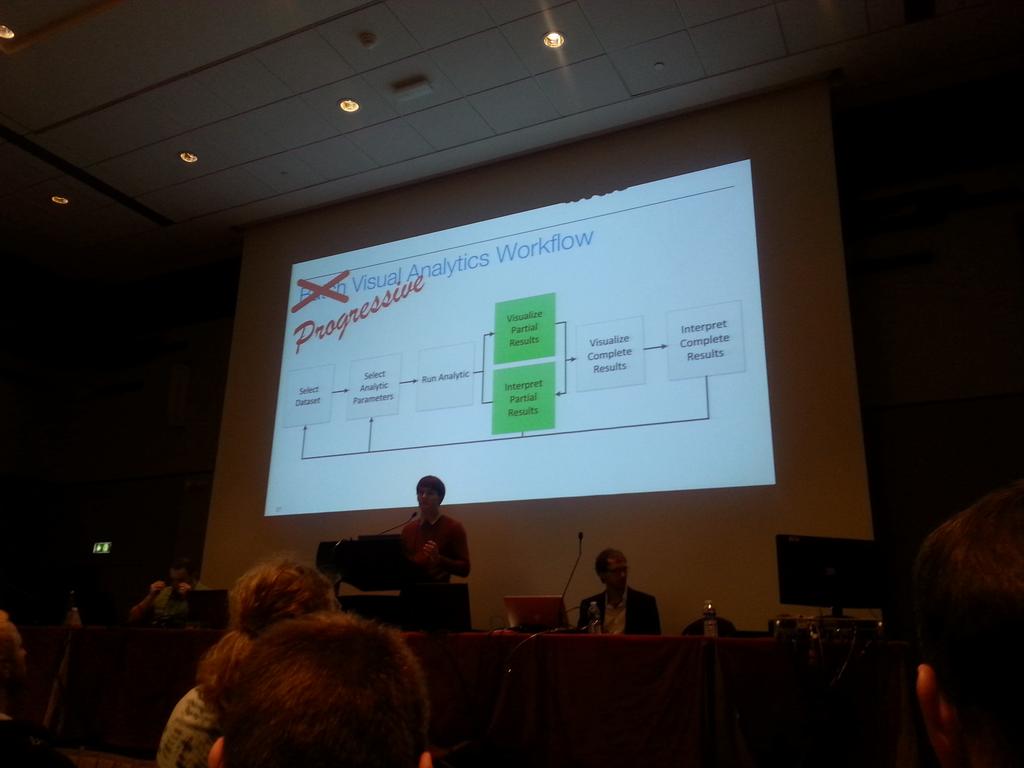 Visual Analytics Workflow
Progressive
Select
Dataset
Select
Analytic
Parameters
Run Analytic
Visualize
Partial
Results
Interpret
Partial
Results
Visualize
Complete
Results
Interpret
Complete
Results